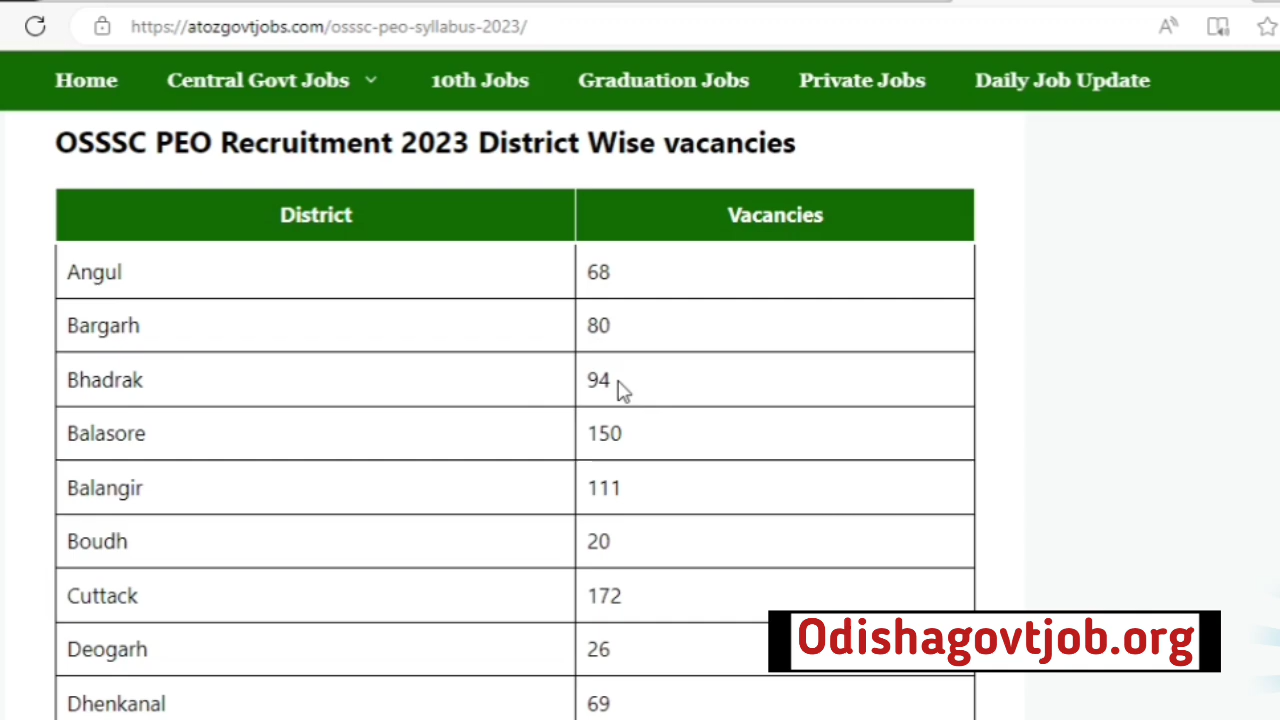 https://atozgovtjobs.com/osssc-peo-syllabus-2023/
Home Central Govt Jobs 10th Jobs Graduation Jobs Private Jobs Daily Job Update
OSSSC PEO Recruitment 2023 District Wise vacancies
District Vacancies
Angul 68
Bargarh 80
Bhadrak 94
Balasore 150
Balangir 111
Boudh 20
Cuttack 172
Deogarh 26
Dhenkanal 69
Odishagovtjob.org